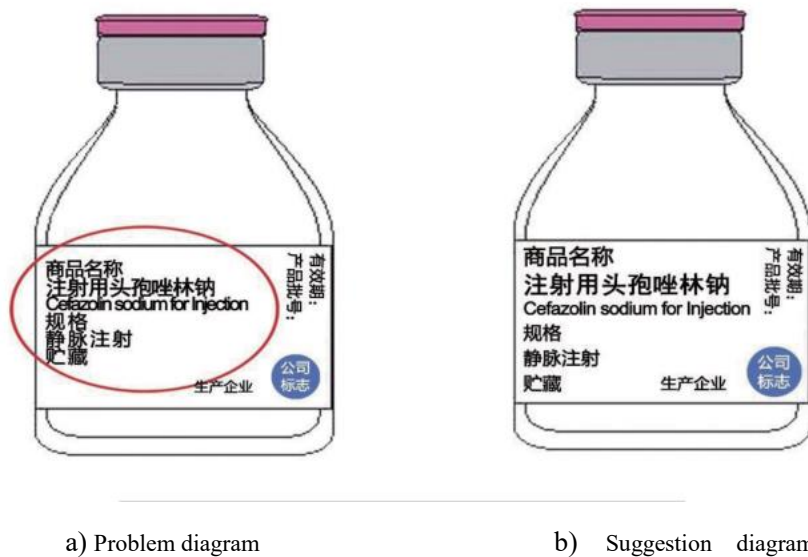 商品名称
注射用头孢唑林钠
Cefazolin sodium for Injection
规格
静脉注射
贮藏
有效期：
产品批号：
生产企业
公司
标志
商品名称
注射用头孢唑林钠
Cefazolin sodium for Injection
规格
静脉注射
贮藏
有效期：
产品批号：
生产企业
公司
标志
a) Problem diagram
b) Suggestion diagram